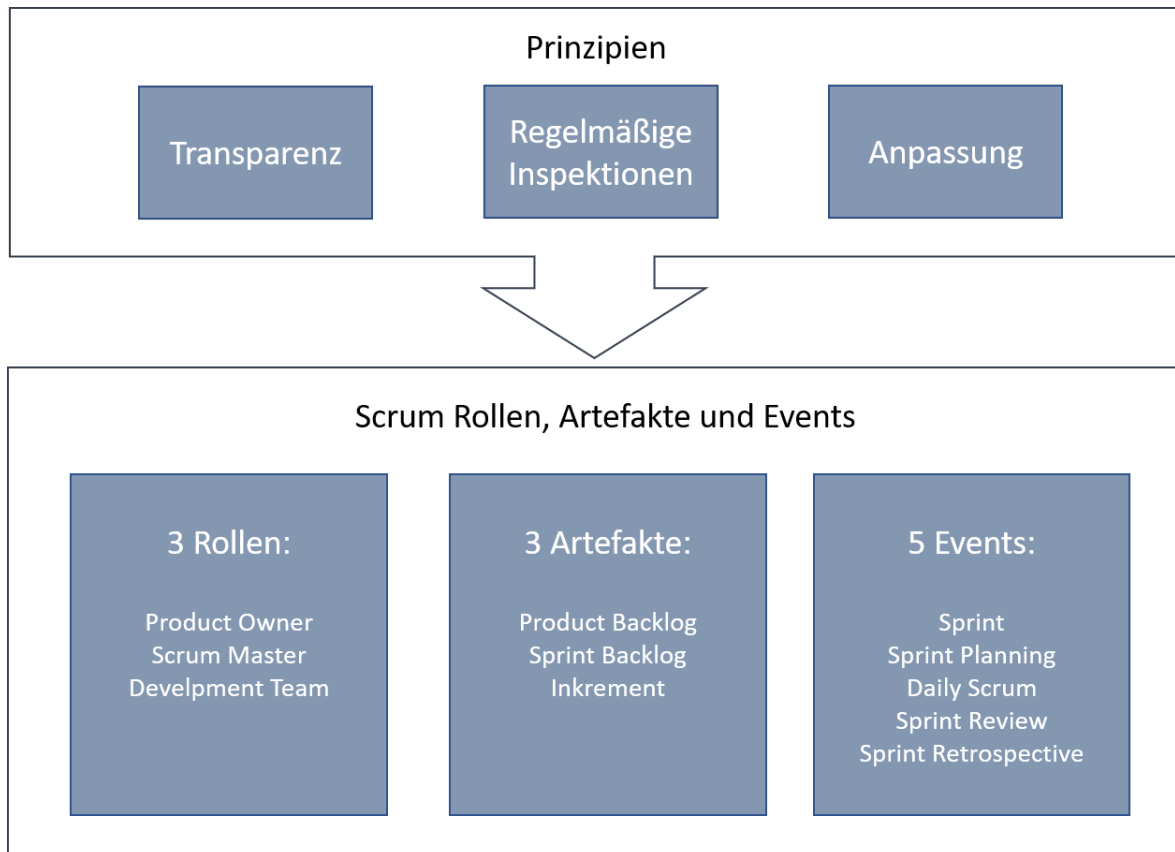 Prinzipien
Transparenz
Regelmäßige
Inspektionen
Anpassung
Scrum Rollen, Artefakte und Events
3 Rollen:
Product Owner
Scrum Master
Develpment Team
3 Artefakte:
Product Backlog
Sprint Backlog
Inkrement
5 Events:
Sprint
Sprint Planning
Daily Scrum
Sprint Review
Sprint Retrospective